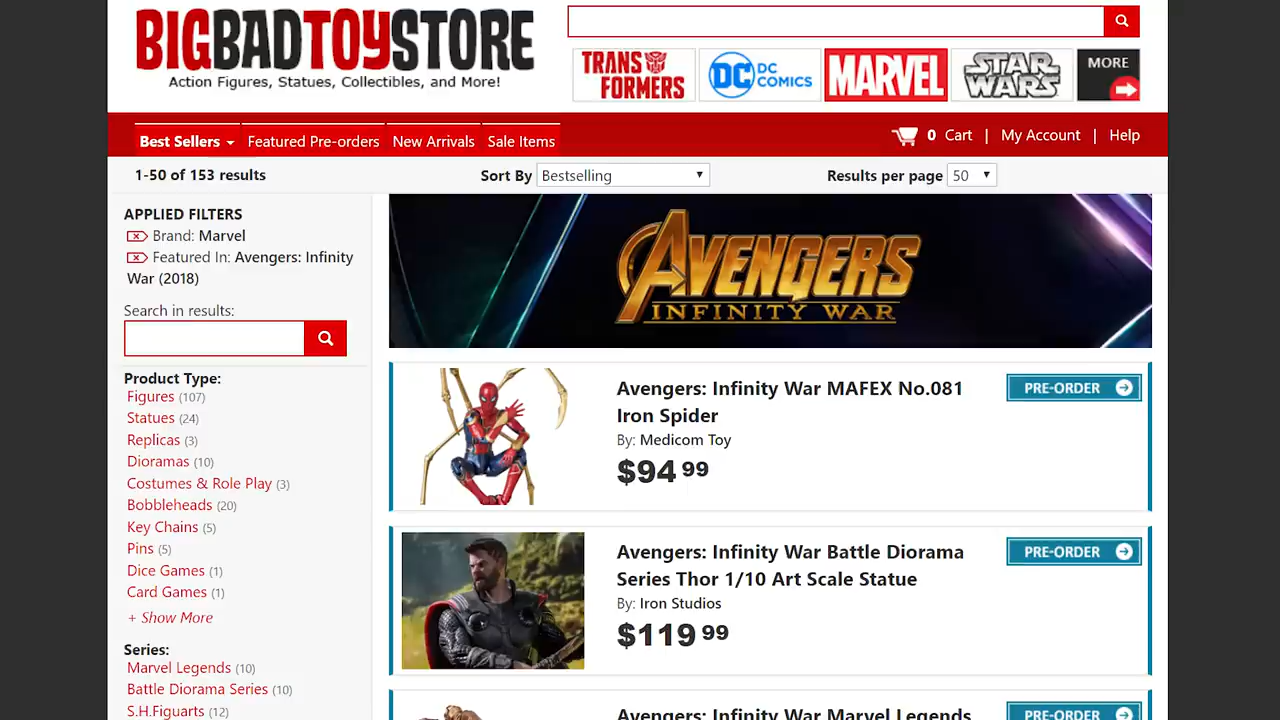 BIGBADTOYSTORE
Action Figures, Statues, Collectibles, and More!
TRANSFORMERS
DC DC COMICS
MARVEL
STAR WARS
MORE
Best Sellers
Featured Pre-orders
New Arrivals
Sale Items
0 Cart | My Account | Help
1-50 of 153 results
Sort By Bestselling
Results per page 50
APPLIED FILTERS
Brand: Marvel
Featured In: Avengers: Infinity
War (2018)
Search in results:
Product Type:
Figures (107)
Statues (24)
Replicas (3)
Dioramas (10)
Costumes & Role Play (3)
Bobbleheads (20)
Key Chains (5)
Pins (5)
Dice Games (1)
Card Games (1)
+ Show More
Series:
Marvel Legends (10)
Battle Diorama Series (10)
S.H.Figuarts (12)
AVENGERS
INFINITY WAR
Avengers: Infinity War MAFEX No.081
Iron Spider
By: Medicom Toy
$94 99
PRE-ORDER
Avengers: Infinity War Battle Diorama
Series Thor 1/10 Art Scale Statue
By: Iron Studios
$119 99
PRE-ORDER
Avengers: Infinity War Marvel Legends
PRE-ORDER